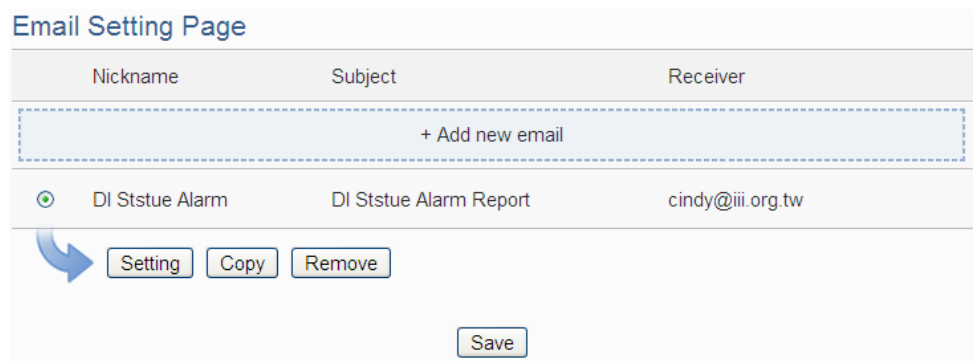 Email Setting Page
Nickname Subject Receiver
+ Add new email
DI Ststue Alarm DI Ststue Alarm Report cindy@iii.org.tw
Setting Copy Remove
Save